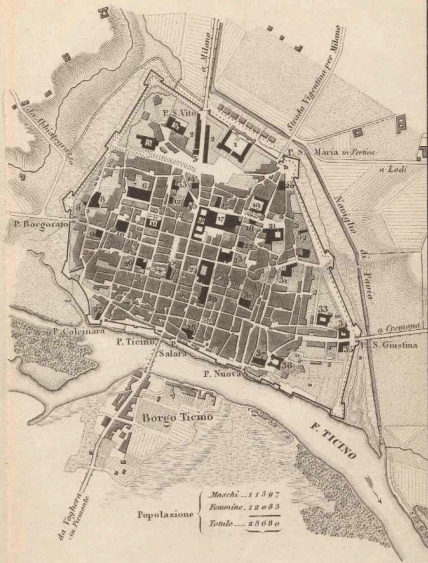 a Milano
Strada Vigentina per Milano
P. S. Vito
P. S.
Maria in Pertica
a Lodi
Naviglio
di
Pavia
P. Borgorato
a Cremona
P. S. Giustina
P. Calcinara
P. Ticino
Salara
P. Nuova
Borgo Ticino
F. TICINO
da Voghera
in Piemonte
Popolazione
Maschi ... 11597
Femmine . 12083
Totale ..... 23680